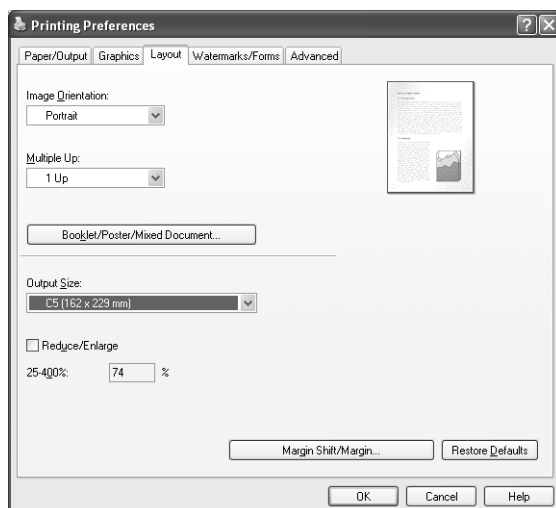 Printing Preferences
Paper/Output Graphics Layout Watermarks/Forms Advanced
Image Orientation:
Portrait
Multiple Up:
1 Up
Booklet/Poster/Mixed Document...
Output Size:
C5 (162 x 229 mm)
Reduce/Enlarge
25-400%: 74 %
Margin Shift/Margin... Restore Defaults
OK Cancel Help